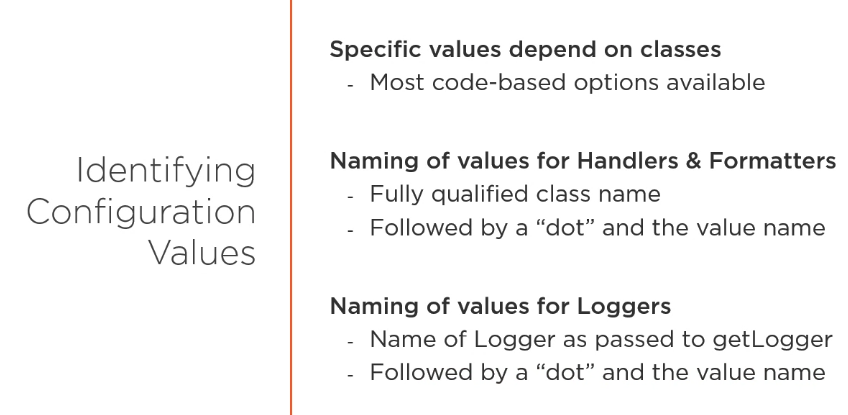 Identifying
Configuration
Values
Specific values depend on classes
- Most code-based options available
Naming of values for Handlers & Formatters
- Fully qualified class name
- Followed by a “dot” and the value name
Naming of values for Loggers
- Name of Logger as passed to getLogger
- Followed by a “dot” and the value name